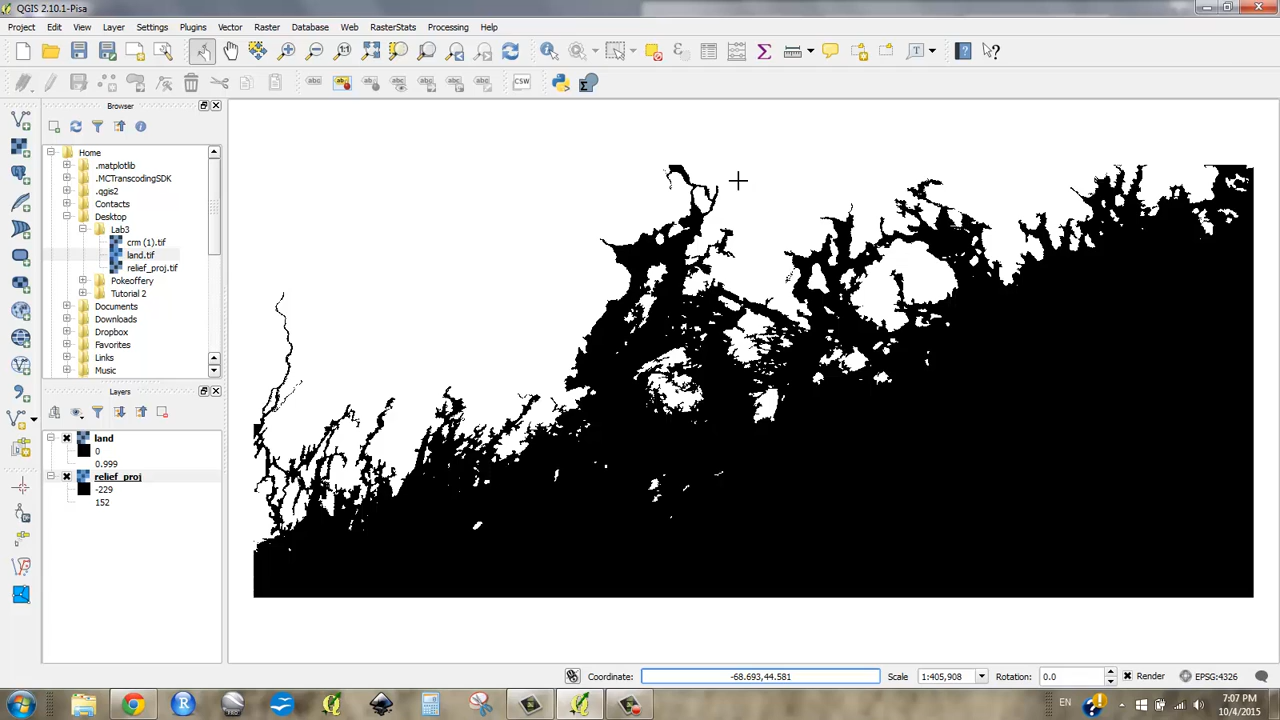 QGIS 2.10.1-Pisa
Project Edit View Layer Settings Plugins Vector Raster Database Web RasterStats Processing Help
CSW
Browser
Home
.matplotlib
.MCTranscodingSDK
.qgis2
Contacts
Desktop
Lab3
crm (1).tif
land.tif
relief_proj.tif
Pokeoffery
Tutorial 2
Documents
Downloads
Dropbox
Favorites
Links
Music
Layers
land
0
0.999
relief_proj
-229
152
Coordinate: -68.693,44.581 Scale 1:405,908 Rotation: 0.0 Render EPSG:4326
EN 7:07 PM
10/4/2015